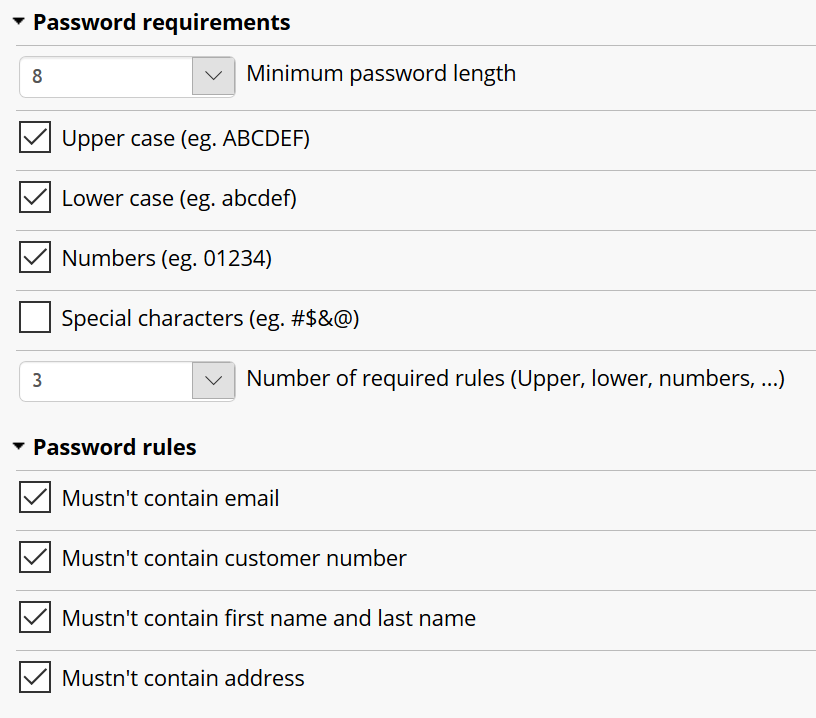 Password requirements
8 Minimum password length
Upper case (eg. ABCDEF)
Lower case (eg. abcdef)
Numbers (eg. 01234)
Special characters (eg. #$&@)
3 Number of required rules (Upper, lower, numbers, ...)
Password rules
Mustn't contain email
Mustn't contain customer number
Mustn't contain first name and last name
Mustn't contain address